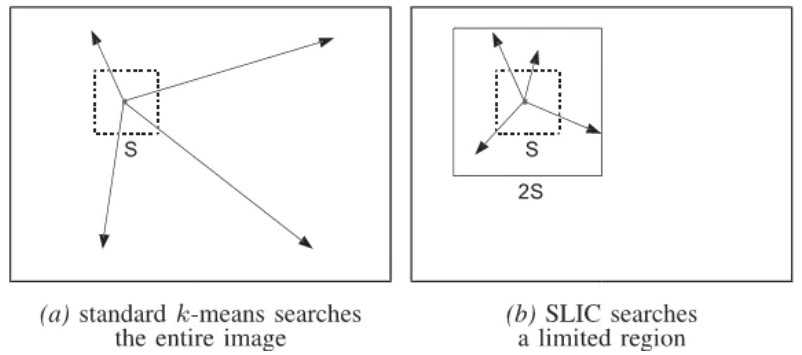 S
S
2S
(a) standard k-means searches
the entire image
(b) SLIC searches
a limited region